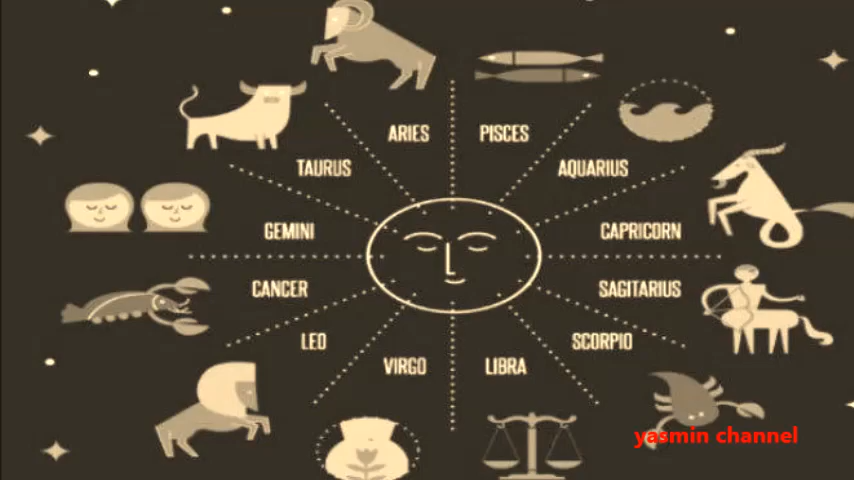 ARIES
PISCES
TAURUS
AQUARIUS
GEMINI
CAPRICORN
CANCER
SAGITARIUS
LEO
SCORPIO
VIRGO
LIBRA
yasmin channel